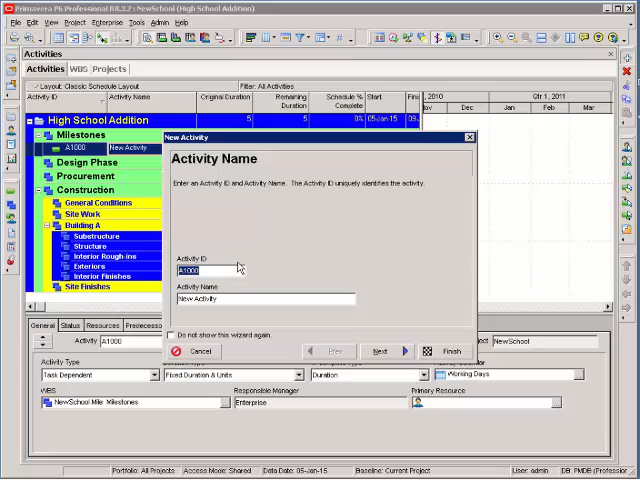 Primavera P6 Professional R8.3.2 : NewSchool (High School Addition)
File Edit View Project Enterprise Tools Admin Help
Activities
Activities WBS Projects
Layout: Classic Schedule Layout Filter: All Activities
Activity ID Activity Name Original Duration Remaining Duration Schedule % Complete Start Fini , 2010 Qtr 1, 2011
ov Dec Jan Feb Mar
High School Addition 5 5 0% 05-Jan-15 09-
Milestones
A1000 New Activity
Design Phase
Procurement
Construction
General Conditions
Site Work
Building A
Substructure
Structure
Interior Rough-ins
Exteriors
Interior Finishes
Site Finishes
New Activity
Activity Name
Enter an Activity ID and Activity Name. The Activity ID uniquely identifies the activity.
Activity ID
A1000
Activity Name
New Activity
Do not show this wizard again.
Cancel Prev Next Finish
General Status Resources Predecess
Activity A1000 ject NewSchool
Activity Type
Task Dependent Fixed Duration & Units Duration Working Days
WBS Responsible Manager Primary Resource
NewSchool Mile Milestones Enterprise
Portfolio: All Projects Access Mode: Shared Data Date: 05-Jan-15 Baseline: Current Project User: admin DB: PMDB (Professior